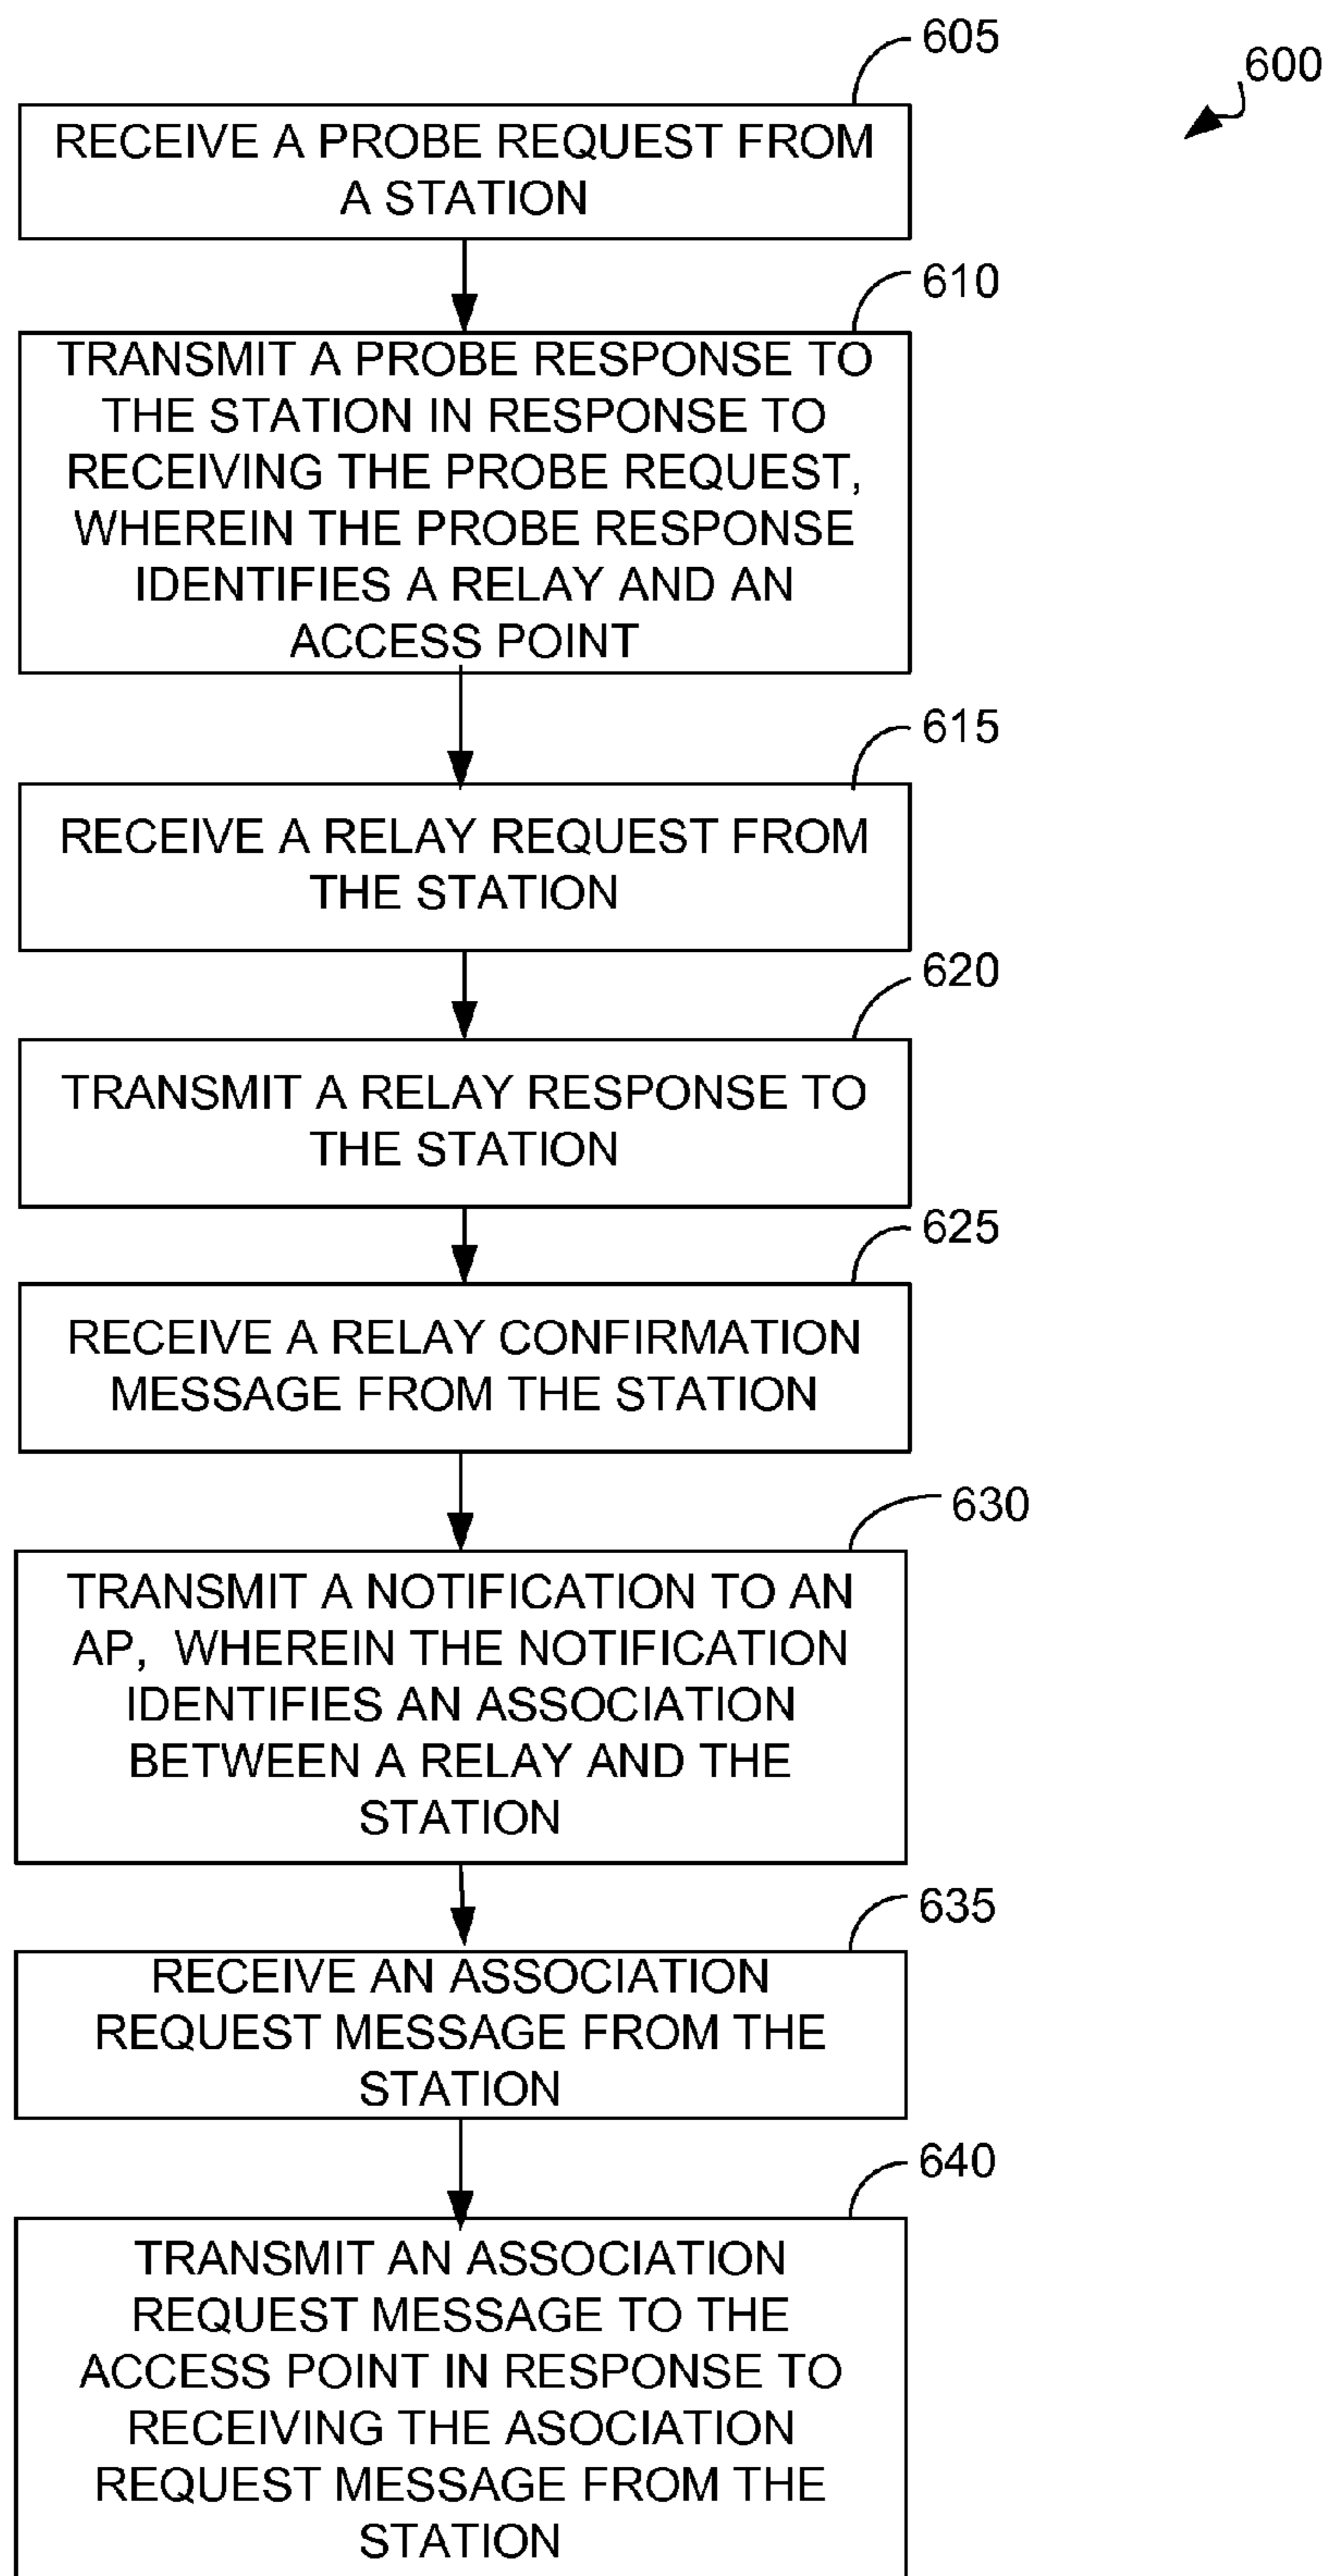 605
600
RECEIVE A PROBE REQUEST FROM
A STATION
610
TRANSMIT A PROBE RESPONSE TO
THE STATION IN RESPONSE TO
RECEIVING THE PROBE REQUEST,
WHEREIN THE PROBE RESPONSE
IDENTIFIES A RELAY AND AN
ACCESS POINT
615
RECEIVE A RELAY REQUEST FROM
THE STATION
620
TRANSMIT A RELAY RESPONSE TO
THE STATION
625
RECEIVE A RELAY CONFIRMATION
MESSAGE FROM THE STATION
630
TRANSMIT A NOTIFICATION TO AN
AP, WHEREIN THE NOTIFICATION
IDENTIFIES AN ASSOCIATION
BETWEEN A RELAY AND THE
STATION
635
RECEIVE AN ASSOCIATION
REQUEST MESSAGE FROM THE
STATION
640
TRANSMIT AN ASSOCIATION
REQUEST MESSAGE TO THE
ACCESS POINT IN RESPONSE TO
RECEIVING THE ASOCIATION
REQUEST MESSAGE FROM THE
STATION